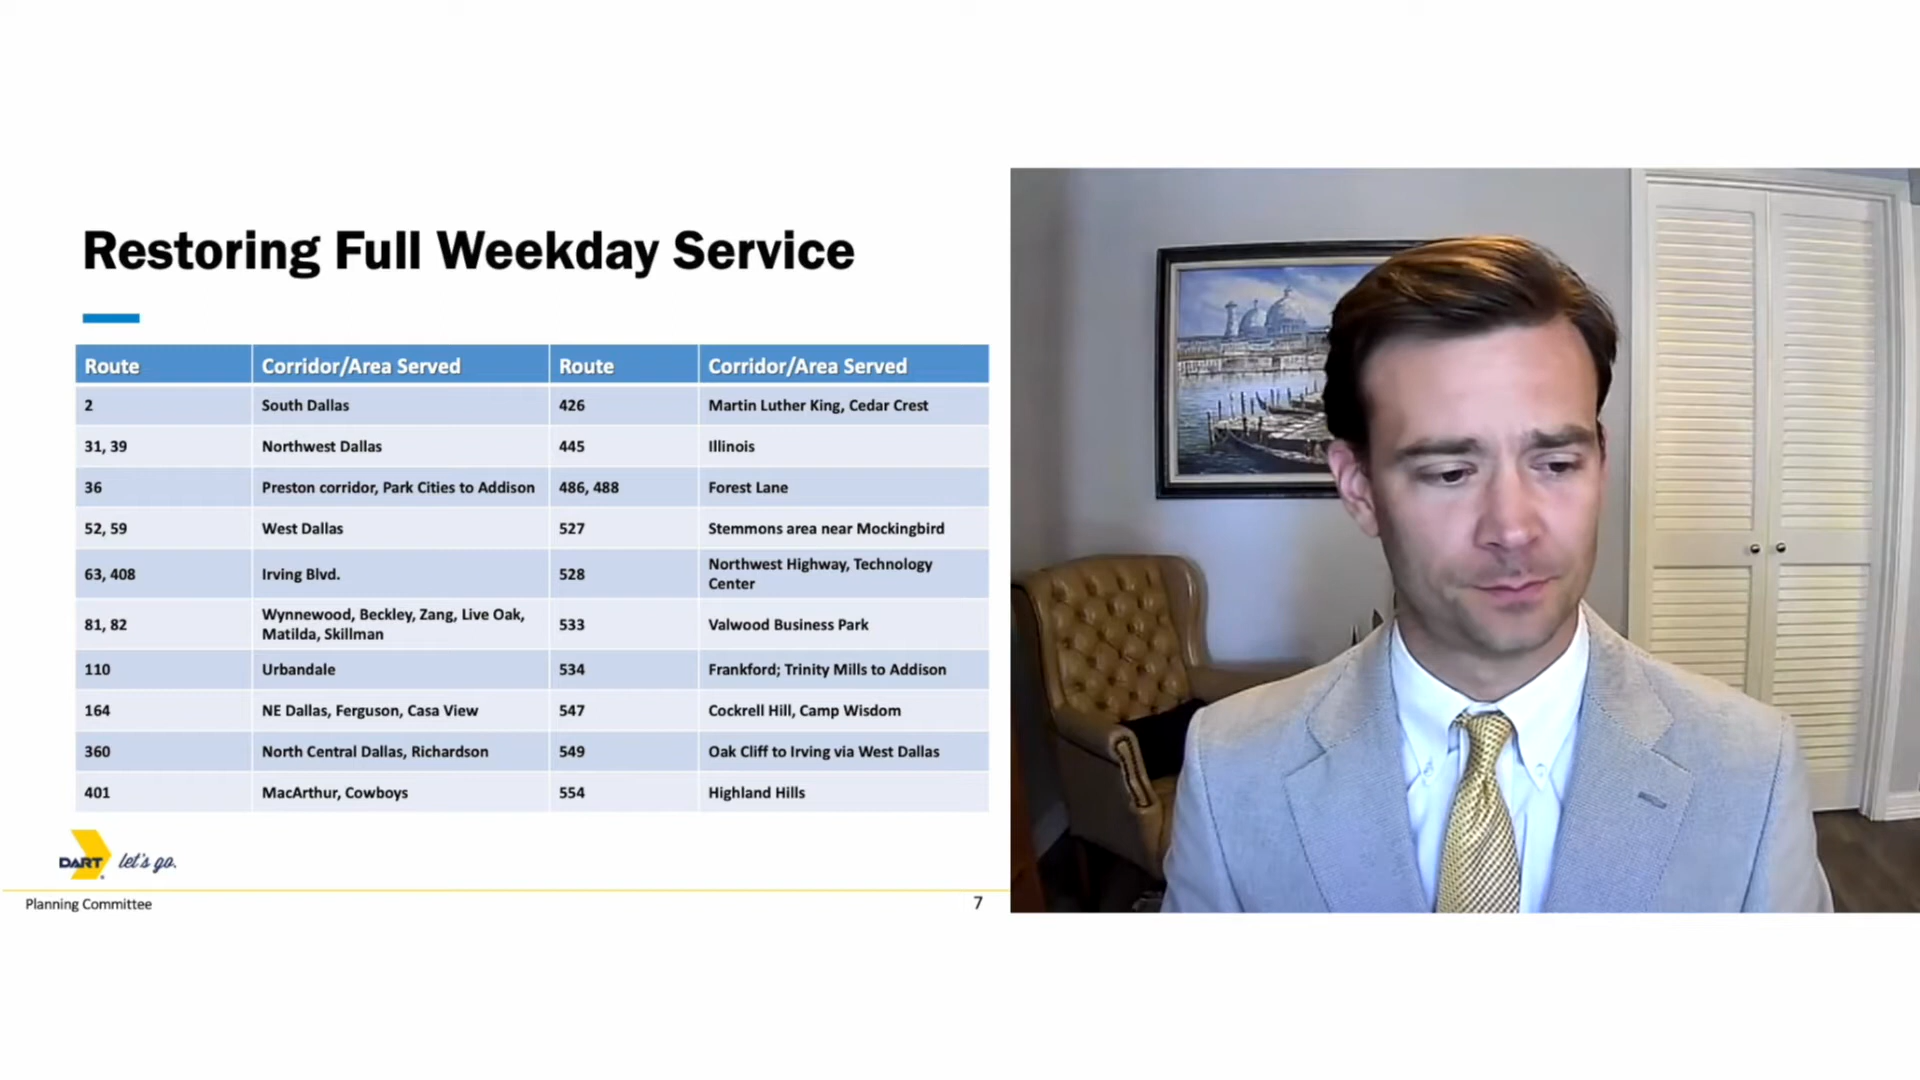 Restoring Full Weekday Service
Route Corridor/Area Served Route Corridor/Area Served
2 South Dallas 426 Martin Luther King, Cedar Crest
31, 39 Northwest Dallas 445 Illinois
36 Preston corridor, Park Cities to Addison 486, 488 Forest Lane
52, 59 West Dallas 527 Stemmons area near Mockingbird
63, 408 Irving Blvd. 528 Northwest Highway, Technology
Center
81, 82 Wynnewood, Beckley, Zang, Live Oak,
Matilda, Skillman 533 Valwood Business Park
110 Urbandale 534 Frankford; Trinity Mills to Addison
164 NE Dallas, Ferguson, Casa View 547 Cockrell Hill, Camp Wisdom
360 North Central Dallas, Richardson 549 Oak Cliff to Irving via West Dallas
401 MacArthur, Cowboys 554 Highland Hills
DART let's go.
Planning Committee 7